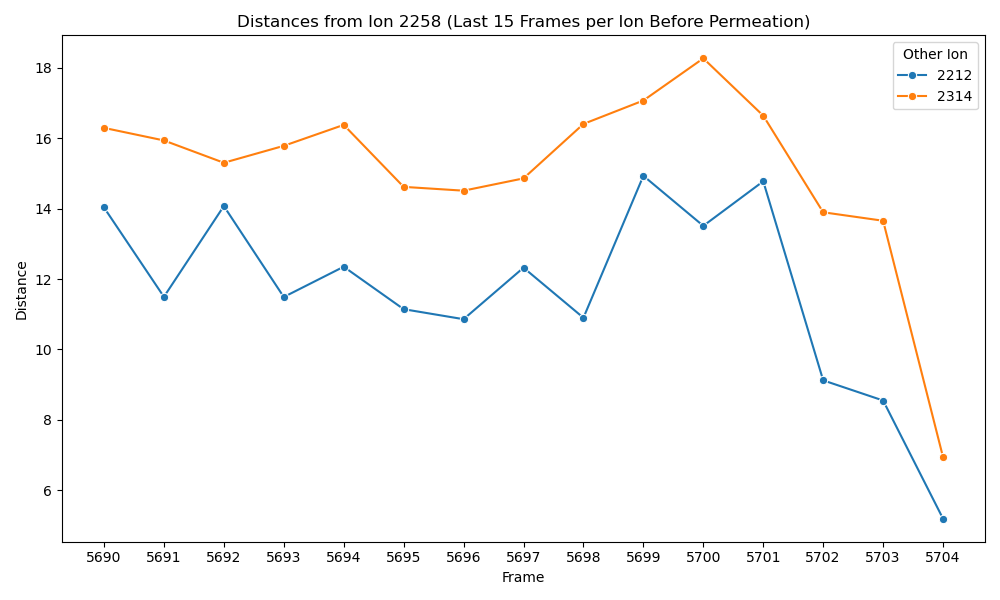 Distances from Ion 2258 (Last 15 Frames per Ion Before Permeation)
Other Ion
2212
2314
18
16
14
12
10
8
6
Distance
5690 5691 5692 5693 5694 5695 5696 5697 5698 5699 5700 5701 5702 5703 5704
Frame